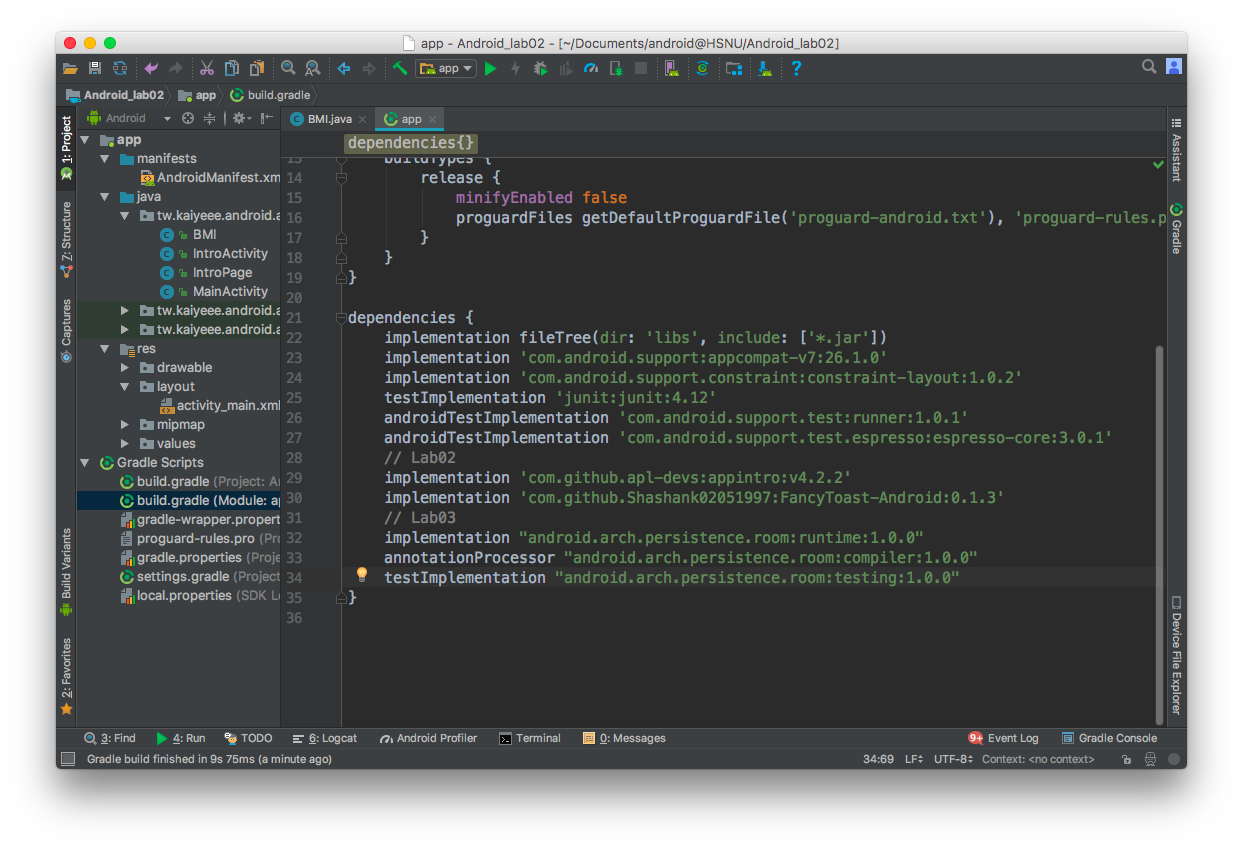 app - Android_lab02 - [~/Documents/android@HSNU/Android_lab02]
app
Android_lab02 app build.gradle
1: Project
Z: Structure
Captures
Build Variants
2: Favorites
Android
app
manifests
AndroidManifest.xm
java
tw.kaiyeee.android.a
BMI
IntroActivity
IntroPage
MainActivity
tw.kaiyeee.android.a
tw.kaiyeee.android.a
res
drawable
layout
activity_main.xml
mipmap
values
Gradle Scripts
build.gradle (Project: A
build.gradle (Module: ap
gradle-wrapper.propert
proguard-rules.pro (Pro
gradle.properties (Proje
settings.gradle (Project
local.properties (SDK Lo
BMI.java app
dependencies{}
13 buildTypes {
14 release {
15 minifyEnabled false
16 proguardFiles getDefaultProguardFile('proguard-android.txt'), 'proguard-rules.p
17 }
18 }
19 }
20
21 dependencies {
22 implementation fileTree(dir: 'libs', include: ['*.jar'])
23 implementation 'com.android.support:appcompat-v7:26.1.0'
24 implementation 'com.android.support.constraint:constraint-layout:1.0.2'
25 testImplementation 'junit:junit:4.12'
26 androidTestImplementation 'com.android.support.test:runner:1.0.1'
27 androidTestImplementation 'com.android.support.test.espresso:espresso-core:3.0.1'
28 // Lab02
29 implementation 'com.github.apl-devs:appintro:v4.2.2'
30 implementation 'com.github.Shashank02051997:FancyToast-Android:0.1.3'
31 // Lab03
32 implementation "android.arch.persistence.room:runtime:1.0.0"
33 annotationProcessor "android.arch.persistence.room:compiler:1.0.0"
34 testImplementation "android.arch.persistence.room:testing:1.0.0"
35 }
36
Assistant
Gradle
Device File Explorer
3: Find 4: Run TODO 6: Logcat Android Profiler Terminal 0: Messages 9+ Event Log Gradle Console
Gradle build finished in 9s 75ms (a minute ago) 34:69 LF UTF-8 Context: <no context>